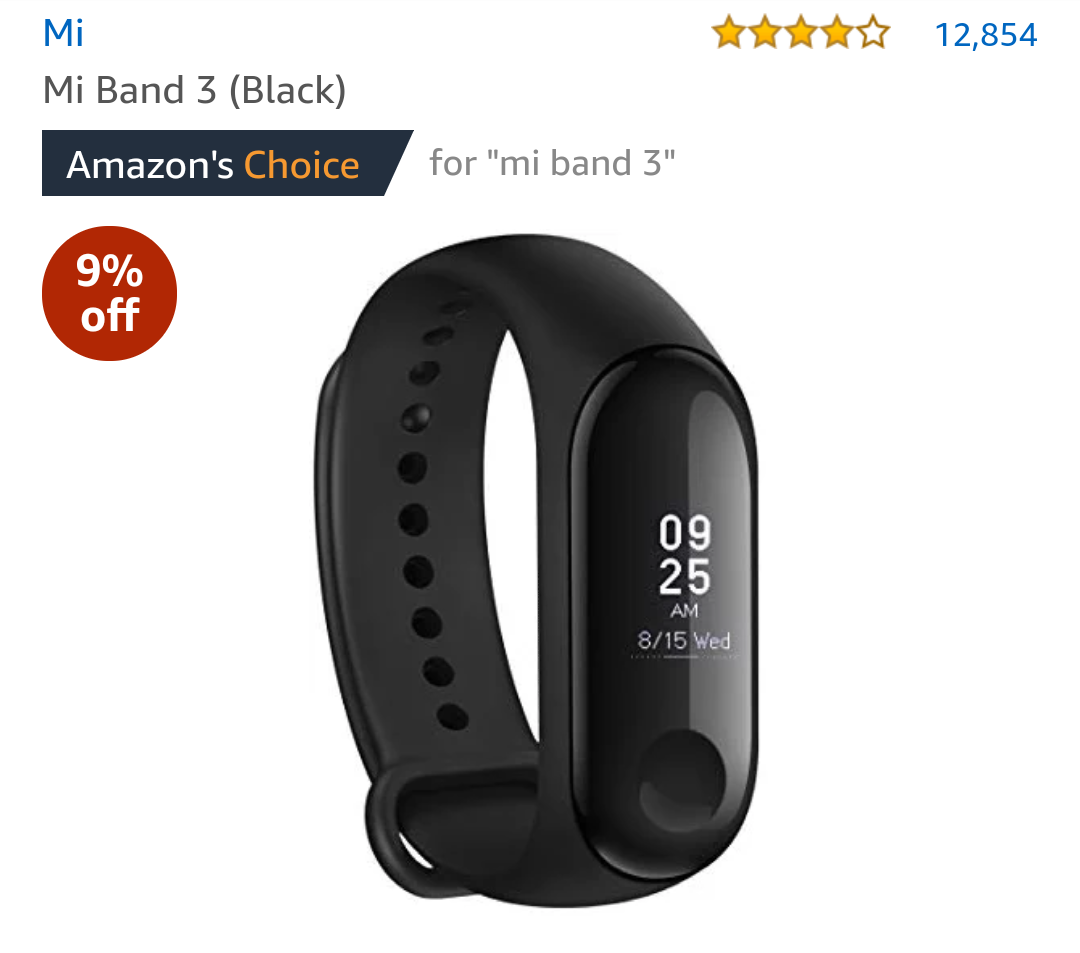 Mi
12,854
Mi Band 3 (Black)
Amazon's Choice for "mi band 3"
9%
off
09
25
AM
8/15 Wed